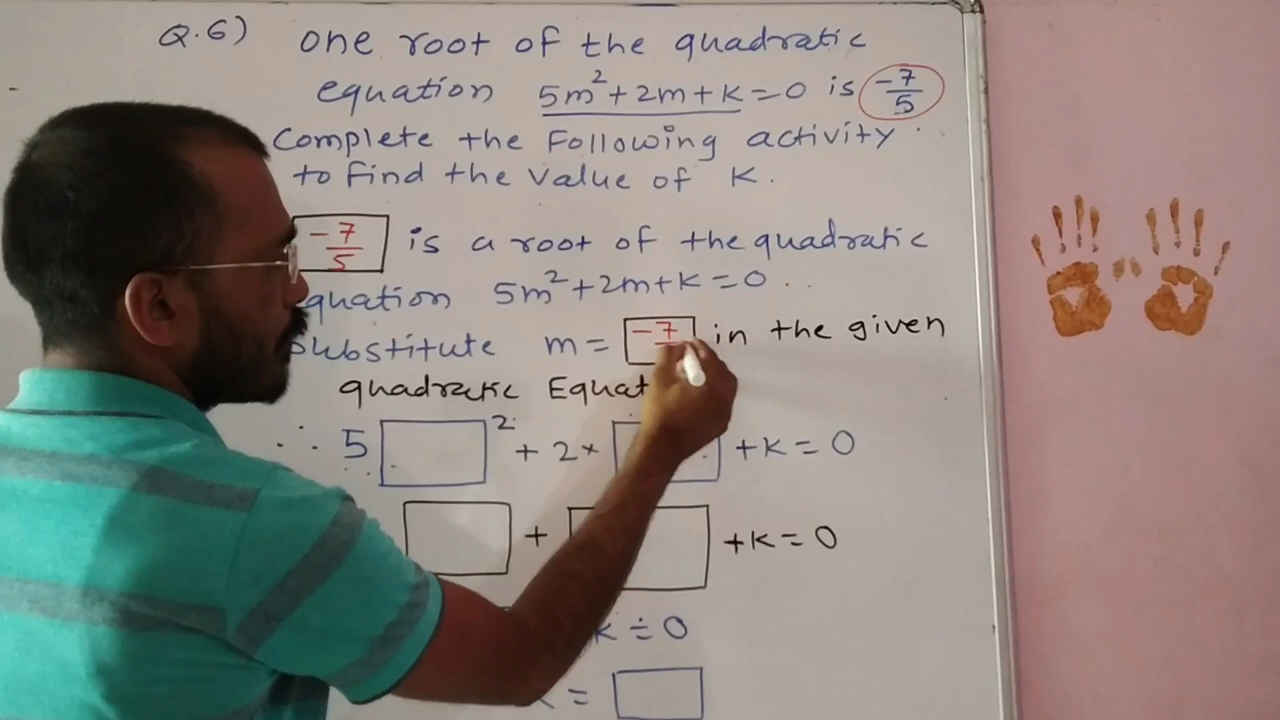 Q.6) one root of the quadratic
equation 5m²+2m+k=0 is -7/5
Complete the Following activity
to Find the Value of K.
-7/5 is a root of the quadratic
quation 5m²+2m+k=0
Substitute m= -7 in the given
quadratic Equat
∴ 5 ² + 2× +k=0
+ +k=0
k=0
=